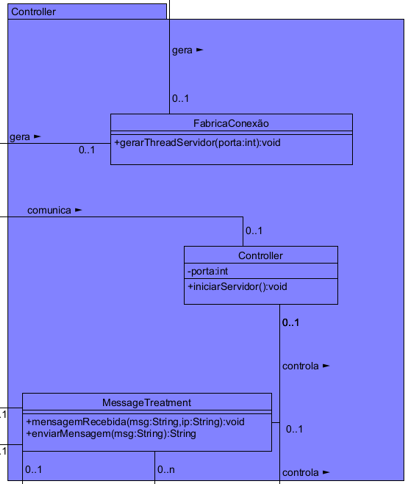 Controller
gera ►
0..1
FabricaConexão
+gerarThreadServidor(porta:int):void
gera ►
0..1
comunica ►
0..1
Controller
-porta:int
+iniciarServidor():void
0..1
controla ►
MessageTreatment
+mensagemRecebida(msg:String,ip:String):void
+enviarMensagem(msg:String):String
.1
0..1
.1
0..1
0..n
controla ►